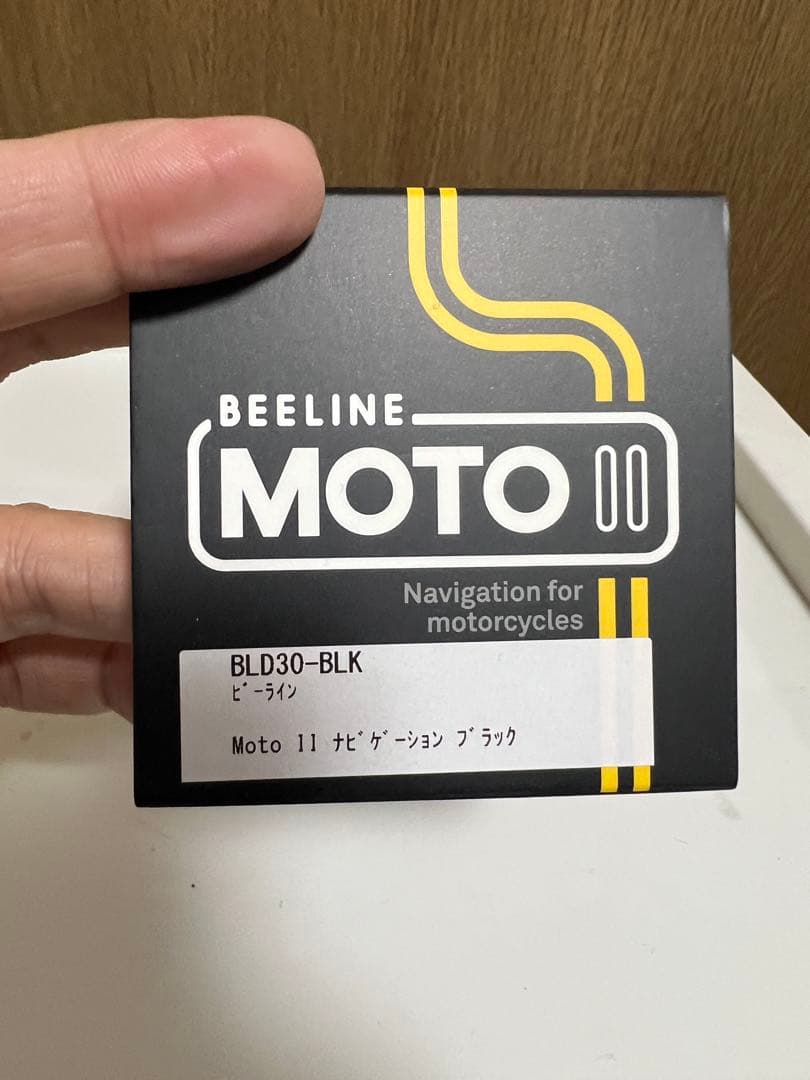 BEELINE
MOTO II
Navigation for
motorcycles
BLD30-BLK
ﾋﾞｰﾗｲﾝ
Moto II ﾅﾋﾞｹﾞｰｼｮﾝ ﾌﾞﾗｯｸ